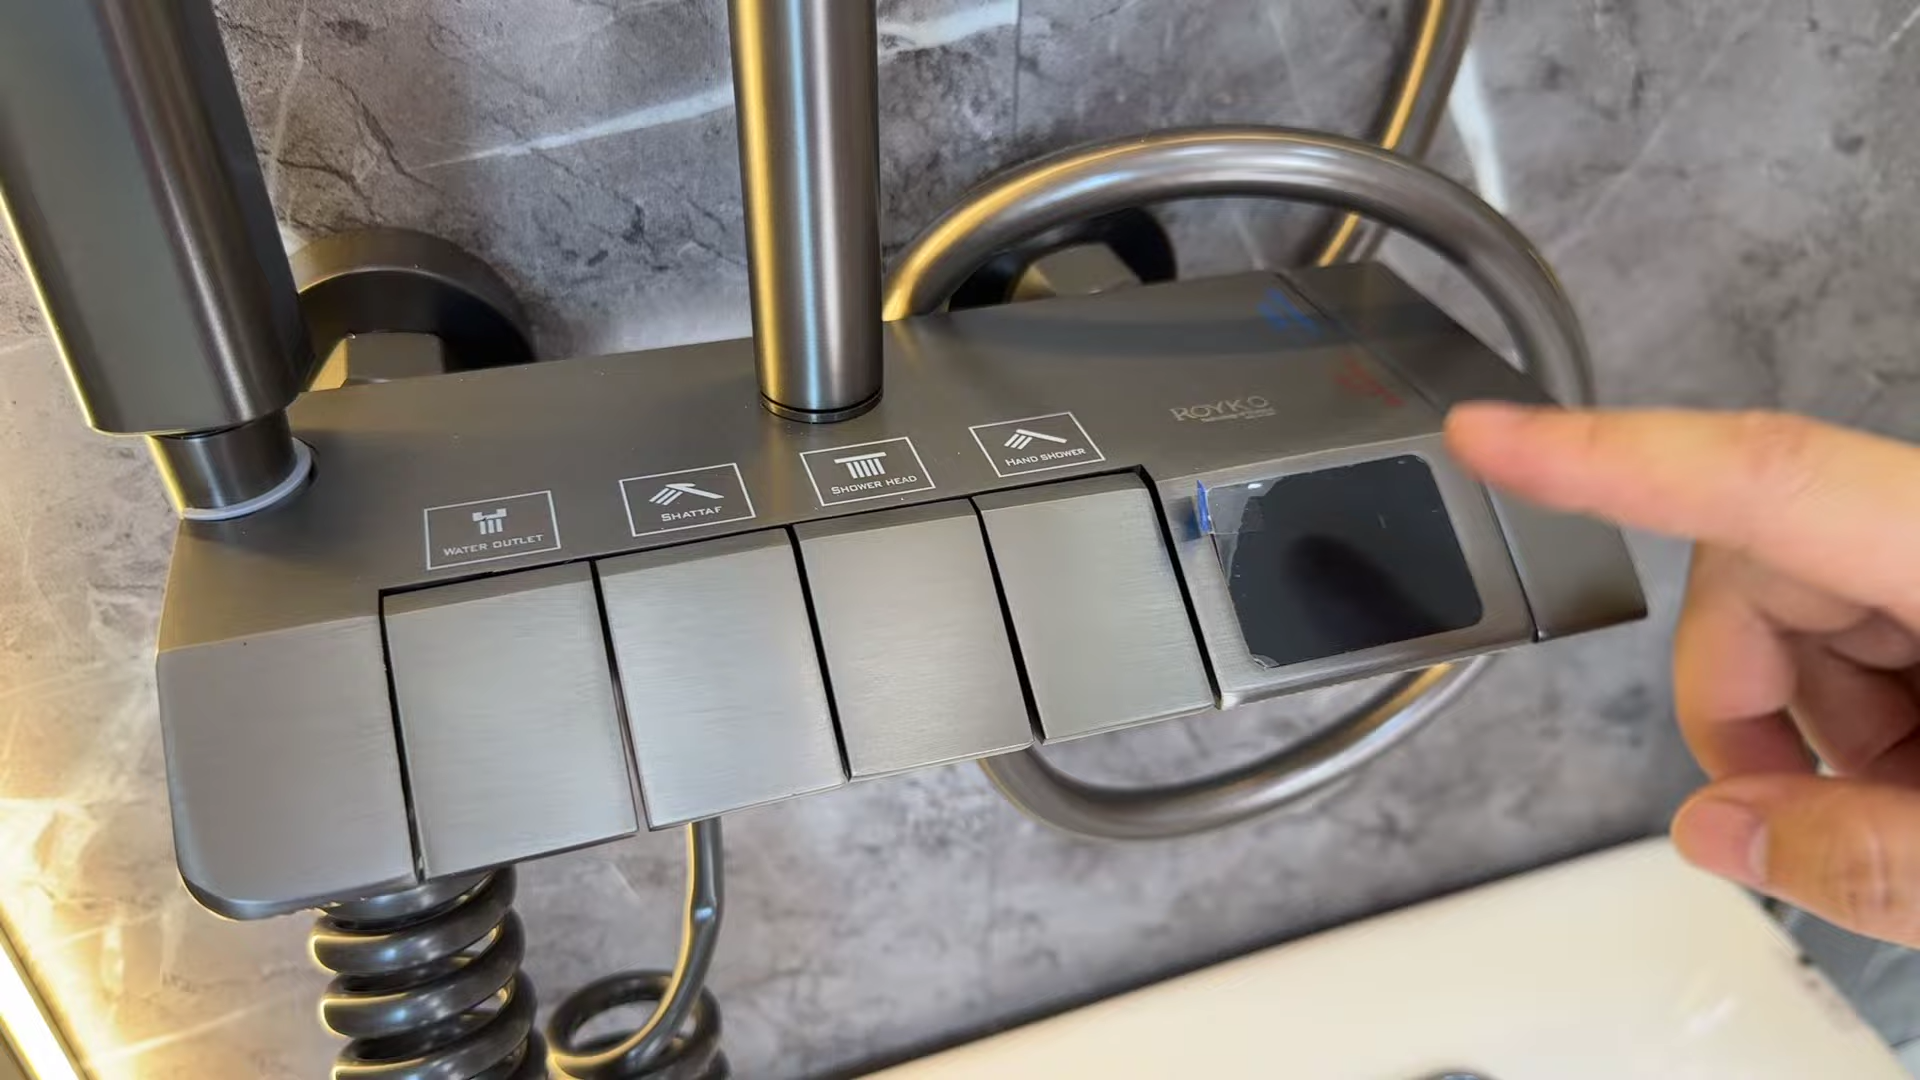 ROYKO
HAND SHOWER
SHOWER HEAD
SHATTAF
WATER OUTLET